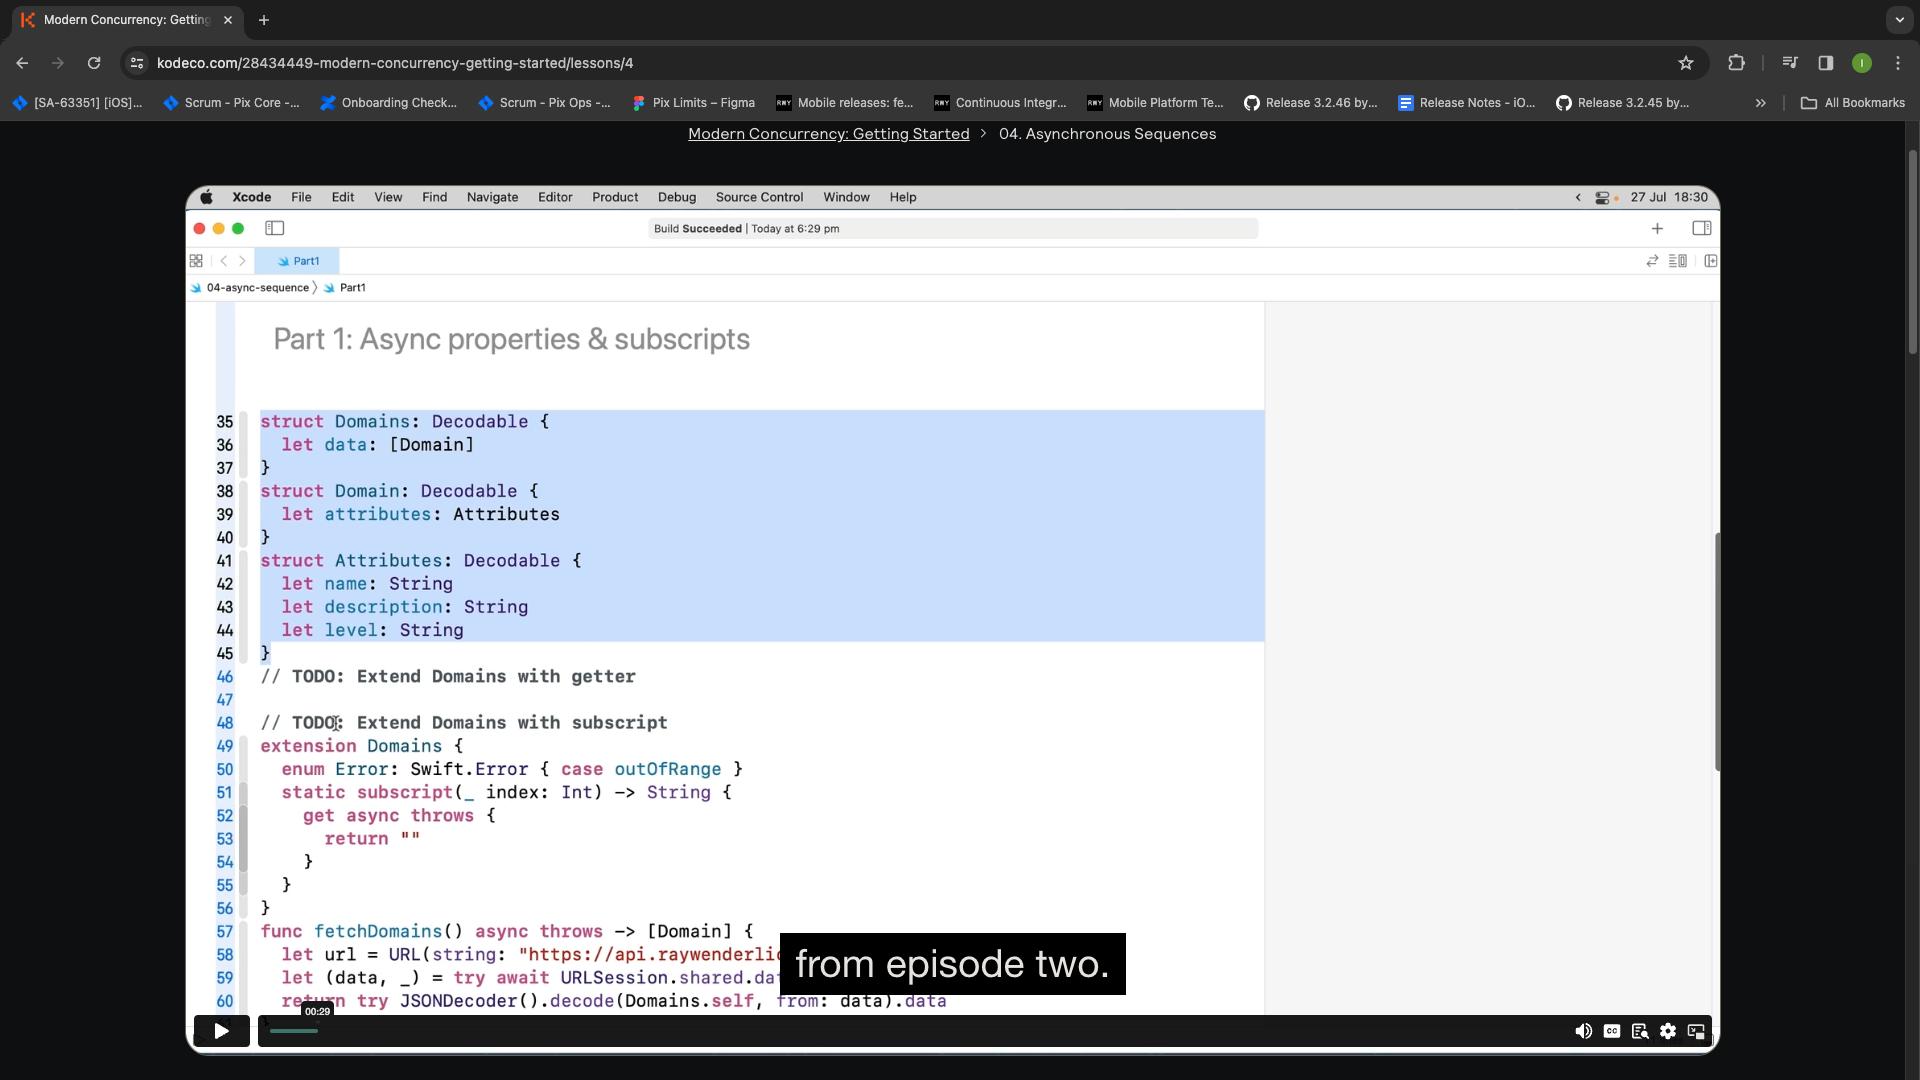 Modern Concurrency: Getting
kodeco.com/28434449-modern-concurrency-getting-started/lessons/4
I
[SA-63351] [iOS]...
Scrum - Pix Core -...
Onboarding Check...
Scrum - Pix Ops -...
Pix Limits – Figma
RWY Mobile releases: fe...
RWY Continuous Integr...
RWY Mobile Platform Te...
Release 3.2.46 by...
Release Notes - iO...
Release 3.2.45 by...
»
All Bookmarks
Modern Concurrency: Getting Started > 04. Asynchronous Sequences
Xcode File Edit View Find Navigate Editor Product Debug Source Control Window Help
27 Jul 18:30
Build Succeeded | Today at 6:29 pm
Part1
04-async-sequence
Part1
Part 1: Async properties & subscripts
35 struct Domains: Decodable {
36 let data: [Domain]
37 }
38 struct Domain: Decodable {
39 let attributes: Attributes
40 }
41 struct Attributes: Decodable {
42 let name: String
43 let description: String
44 let level: String
45 }
46 // TODO: Extend Domains with getter
47
48 // TODO: Extend Domains with subscript
49 extension Domains {
50 enum Error: Swift.Error { case outOfRange }
51 static subscript(_ index: Int) -> String {
52 get async throws {
53 return ""
54 }
55 }
56 }
57 func fetchDomains() async throws -> [Domain] {
58 let url = URL(string: "https://api.raywenderlic
59 let (data, _) = try await URLSession.shared.da
60 return try JSONDecoder().decode(Domains.self, from: data).data
from episode two.
00:29
CC